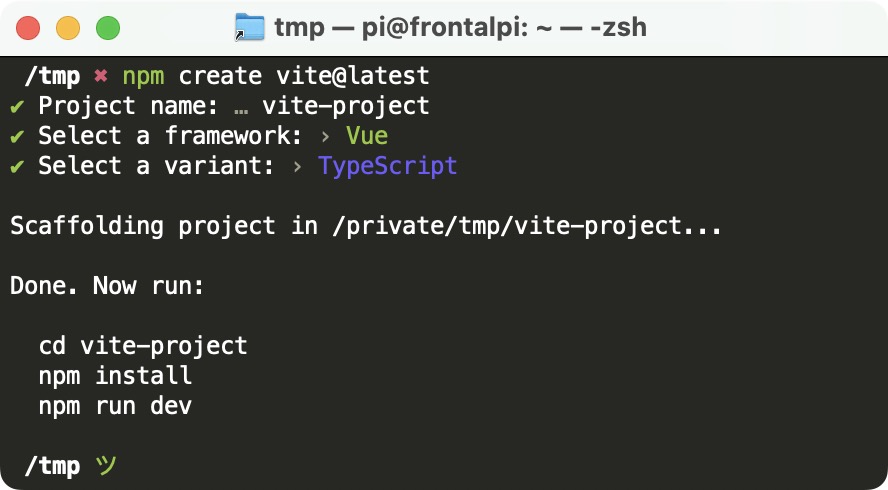 tmp — pi@frontalpi: ~ — -zsh
/tmp ✖ npm create vite@latest
✔ Project name: … vite-project
✔ Select a framework: › Vue
✔ Select a variant: › TypeScript
Scaffolding project in /private/tmp/vite-project...
Done. Now run:
cd vite-project
npm install
npm run dev
/tmp ツ